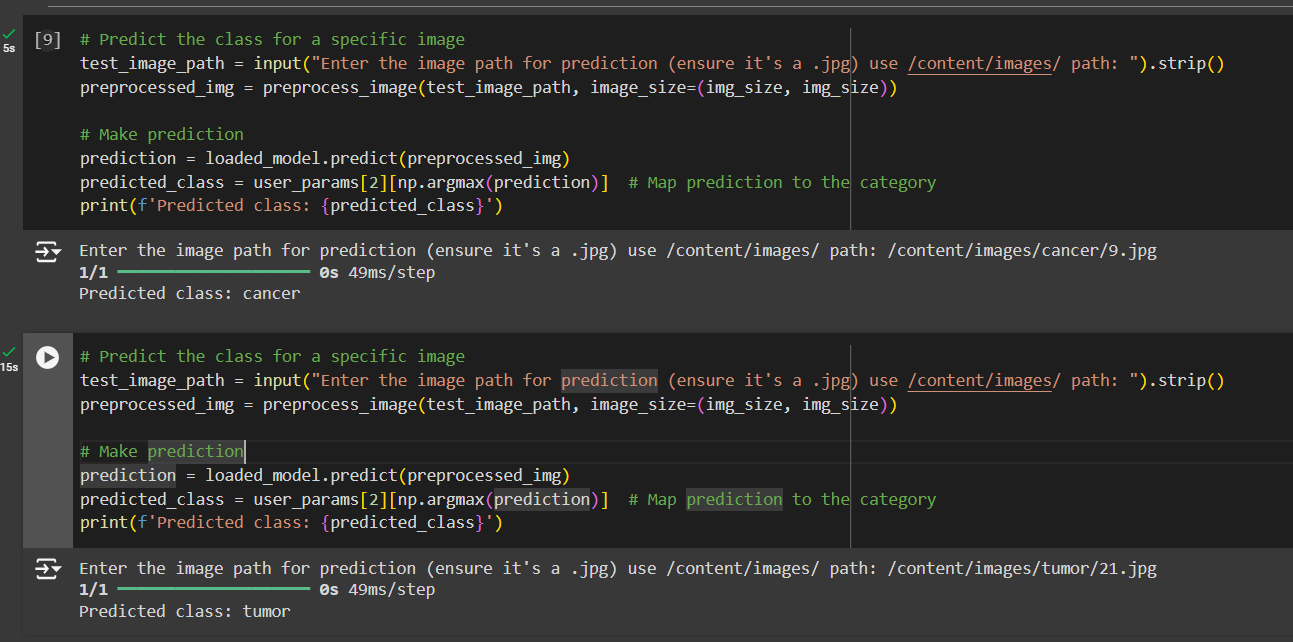 5s
[9] # Predict the class for a specific image
test_image_path = input("Enter the image path for prediction (ensure it's a .jpg) use /content/images/ path: ").strip()
preprocessed_img = preprocess_image(test_image_path, image_size=(img_size, img_size))
# Make prediction
prediction = loaded_model.predict(preprocessed_img)
predicted_class = user_params[2][np.argmax(prediction)]  # Map prediction to the category
print(f'Predicted class: {predicted_class}')
Enter the image path for prediction (ensure it's a .jpg) use /content/images/ path: /content/images/cancer/9.jpg
1/1 0s 49ms/step
Predicted class: cancer
15s
# Predict the class for a specific image
test_image_path = input("Enter the image path for prediction (ensure it's a .jpg) use /content/images/ path: ").strip()
preprocessed_img = preprocess_image(test_image_path, image_size=(img_size, img_size))
# Make prediction
prediction = loaded_model.predict(preprocessed_img)
predicted_class = user_params[2][np.argmax(prediction)]  # Map prediction to the category
print(f'Predicted class: {predicted_class}')
Enter the image path for prediction (ensure it's a .jpg) use /content/images/ path: /content/images/tumor/21.jpg
1/1 0s 49ms/step
Predicted class: tumor